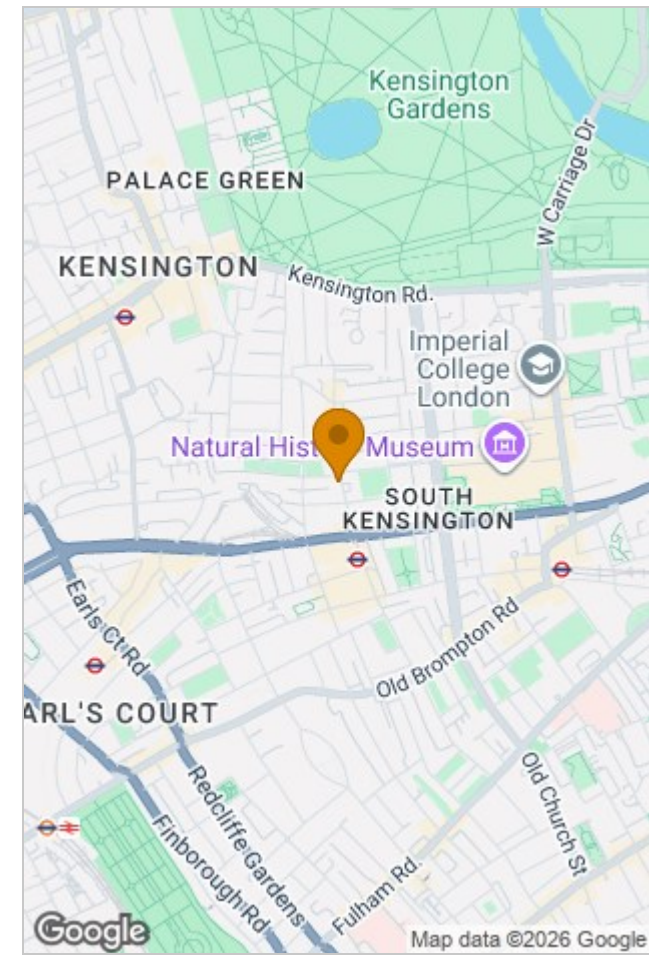 Kensington
Gardens
W Carriage Dr
PALACE GREEN
KENSINGTON
Kensington Rd.
Imperial
College
London
Natural Hist Museum
SOUTH
KENSINGTON
Earls Ct Rd
Old Brompton Rd
ARL'S COURT
Redcliffe Gardens
Finborough Rd
Old Church St
Fulham Rd.
Google
Map data ©2026 Google